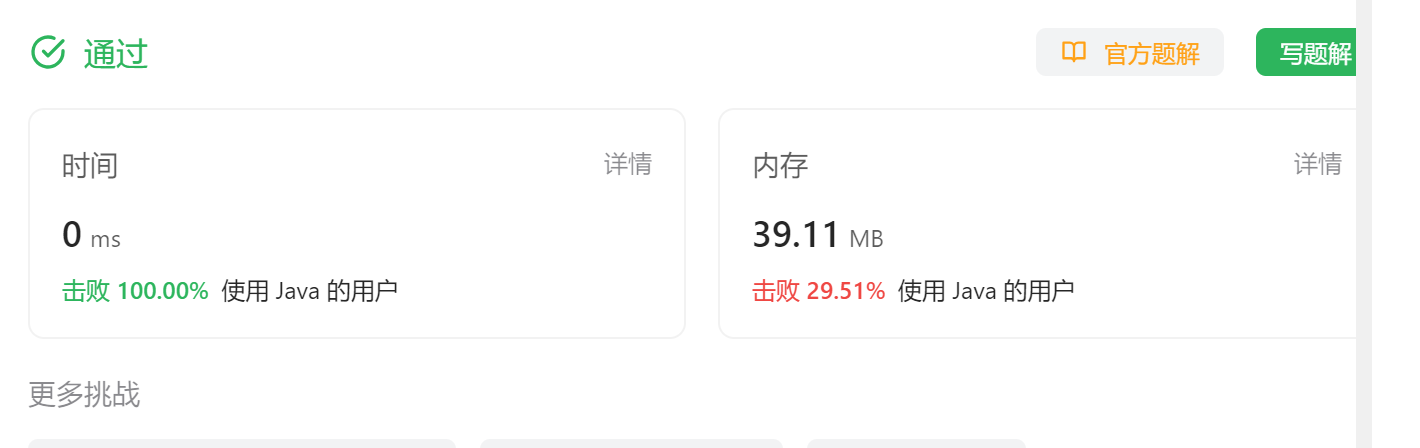 通过 官方题解 写题解
时间 详情
0 ms
击败 100.00% 使用 Java 的用户
内存 详情
39.11 MB
击败 29.51% 使用 Java 的用户
更多挑战